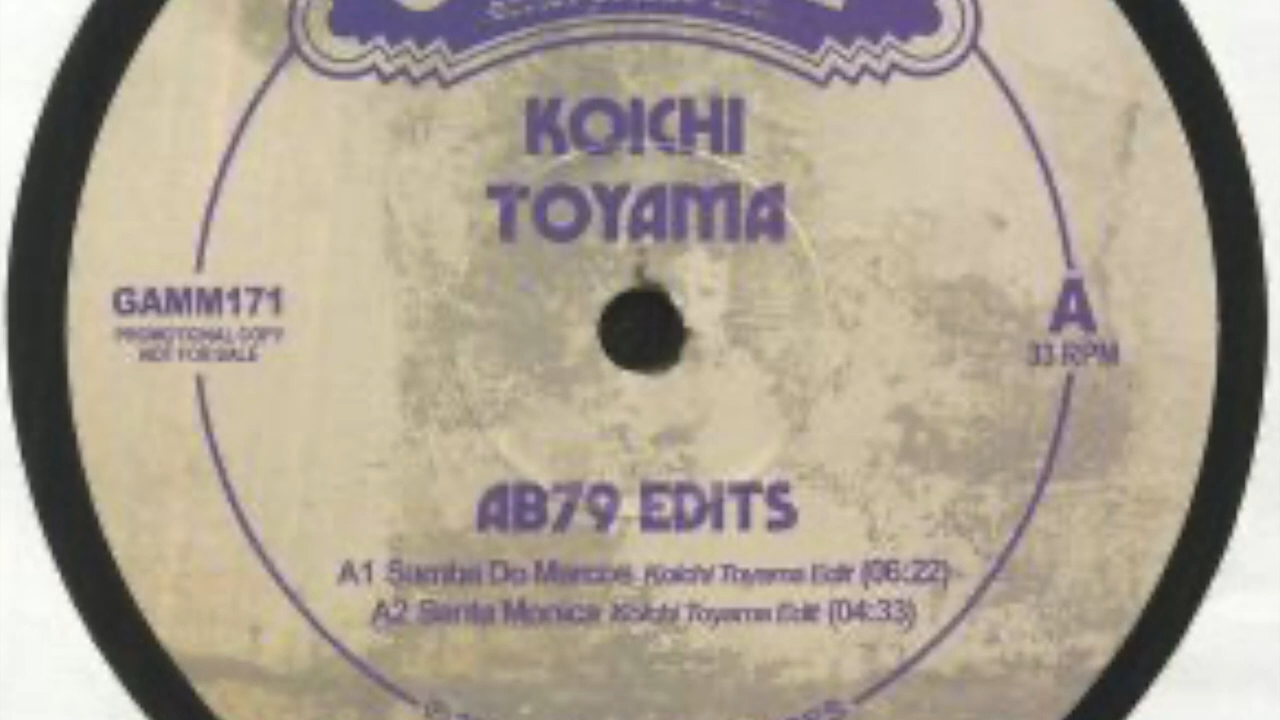 KOICHI
TOYAMA
GAMM171
PROMOTIONAL COPY
NOT FOR SALE
A
33 RPM
AB79 EDITS
A1 Samba Do Marcos Koichi Toyama Edit (06:22)
A2 Santa Monica Koichi Toyama Edit (04:33)